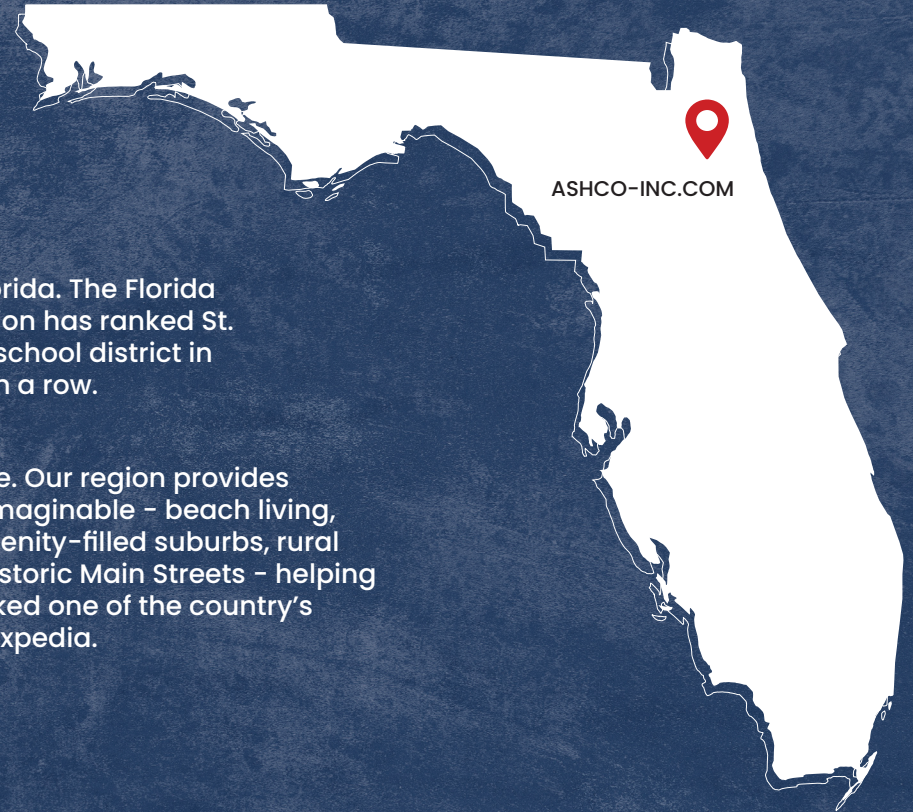 ASHCO-INC.COM
rida. The Florida
on has ranked St.
school district in
n a row.
e. Our region provides
maginable - beach living,
enity-filled suburbs, rural
storic Main Streets - helping
ked one of the country's
xpedia.